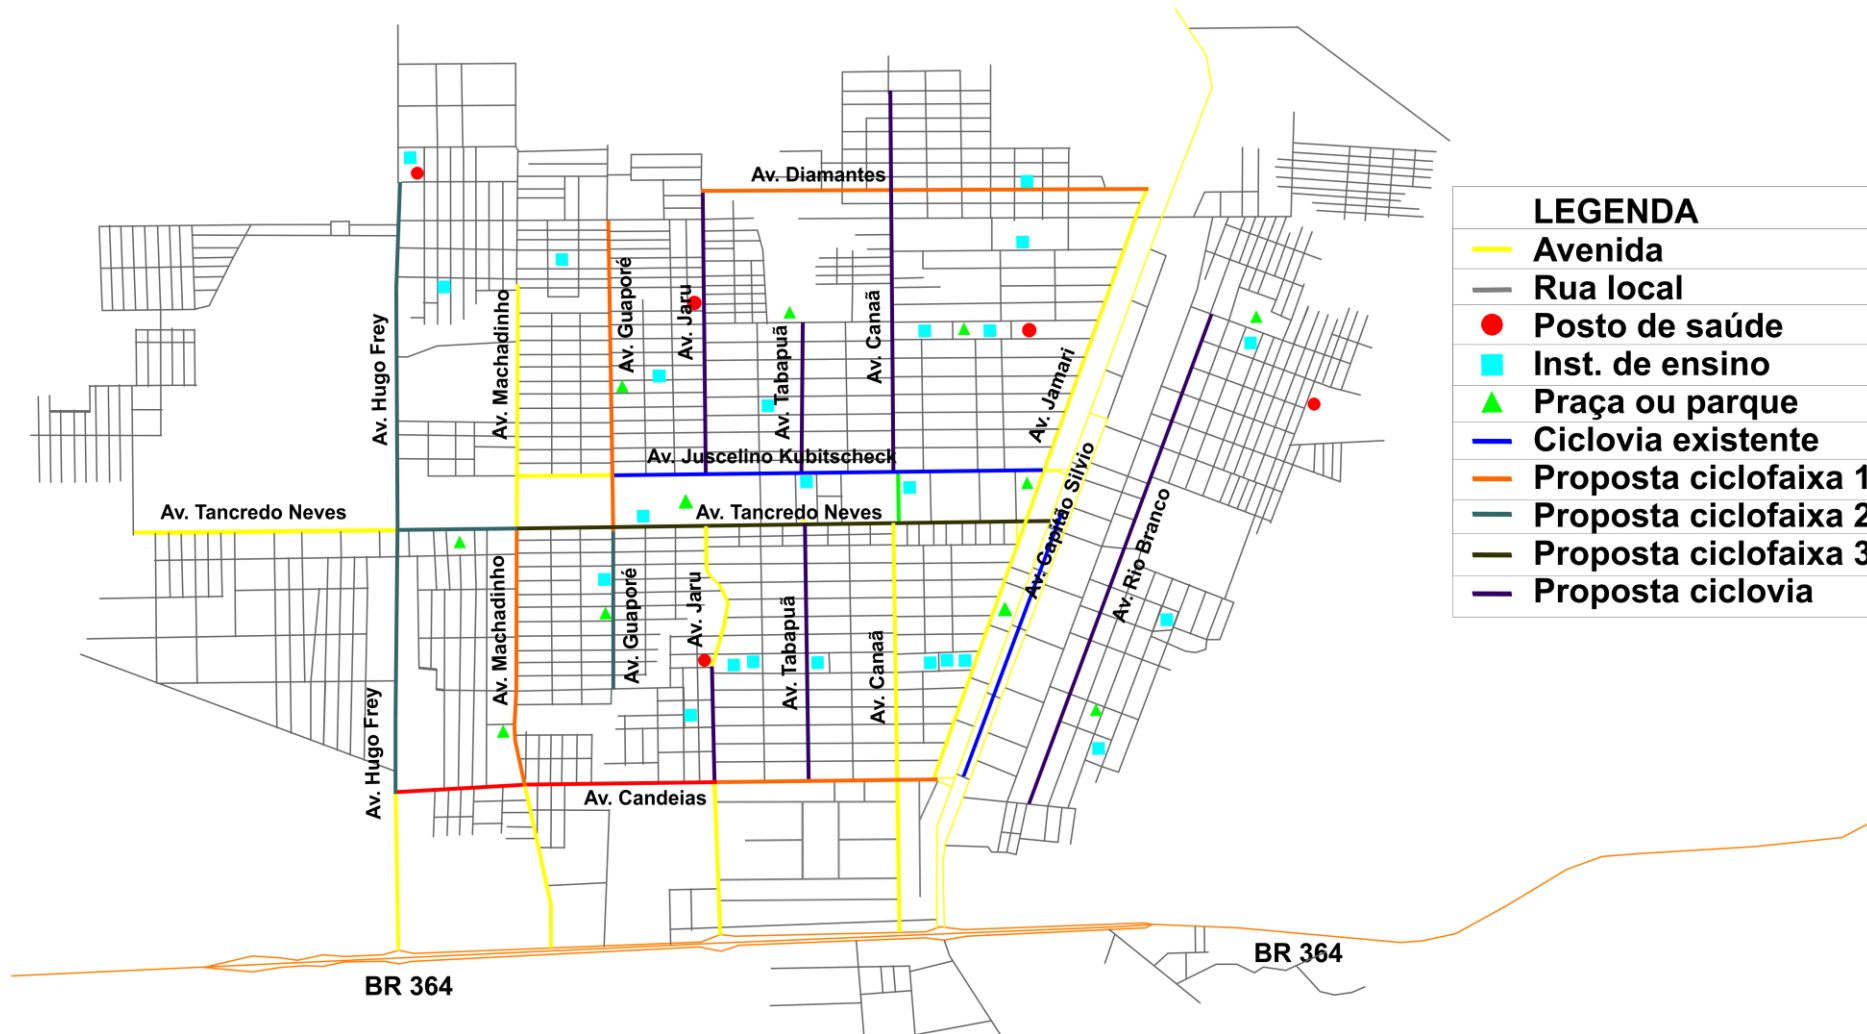 Av. Diamantes
Av. Hugo Frey
Av. Machadinho
Av. Guaporé
Av. Jaru
Av. Tabapuã
Av. Canaã
Av. Jamari
Av. Juscelino Kubitscheck
Av. Tancredo Neves
Av. Tancredo Neves
Av. Capitão Silvio
Av. Rio Branco
Av. Hugo Frey
Av. Machadinho
Av. Guaporé
Av. Jaru
Av. Tabapuã
Av. Canaã
Av. Candeias
BR 364
BR 364
LEGENDA
Avenida
Rua local
Posto de saúde
Inst. de ensino
Praça ou parque
Ciclovia existente
Proposta ciclofaixa 1
Proposta ciclofaixa 2
Proposta ciclofaixa 3
Proposta ciclovia